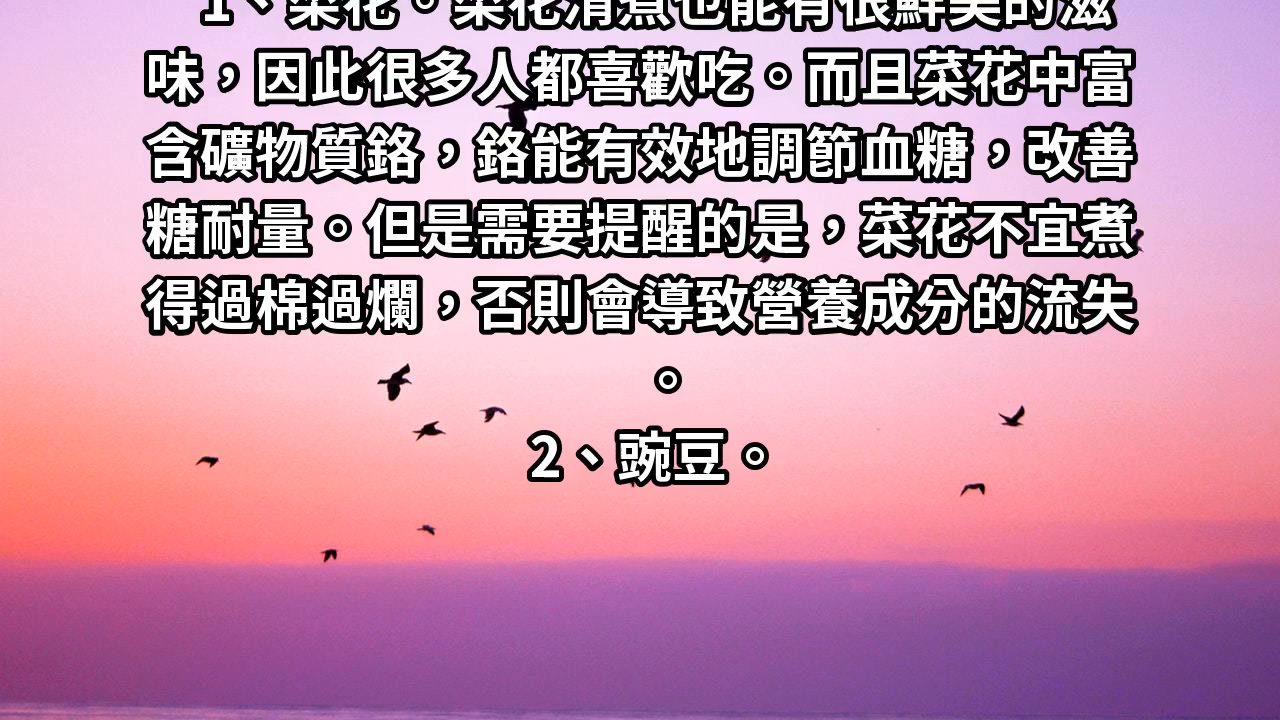 1、菜花。菜花清煮也能有很鮮美的滋
味，因此很多人都喜歡吃。而且菜花中富
含礦物質鉻，鉻能有效地調節血糖，改善
糖耐量。但是需要提醒的是，菜花不宜煮
得過棉過爛，否則會導致營養成分的流失
。
2、豌豆。